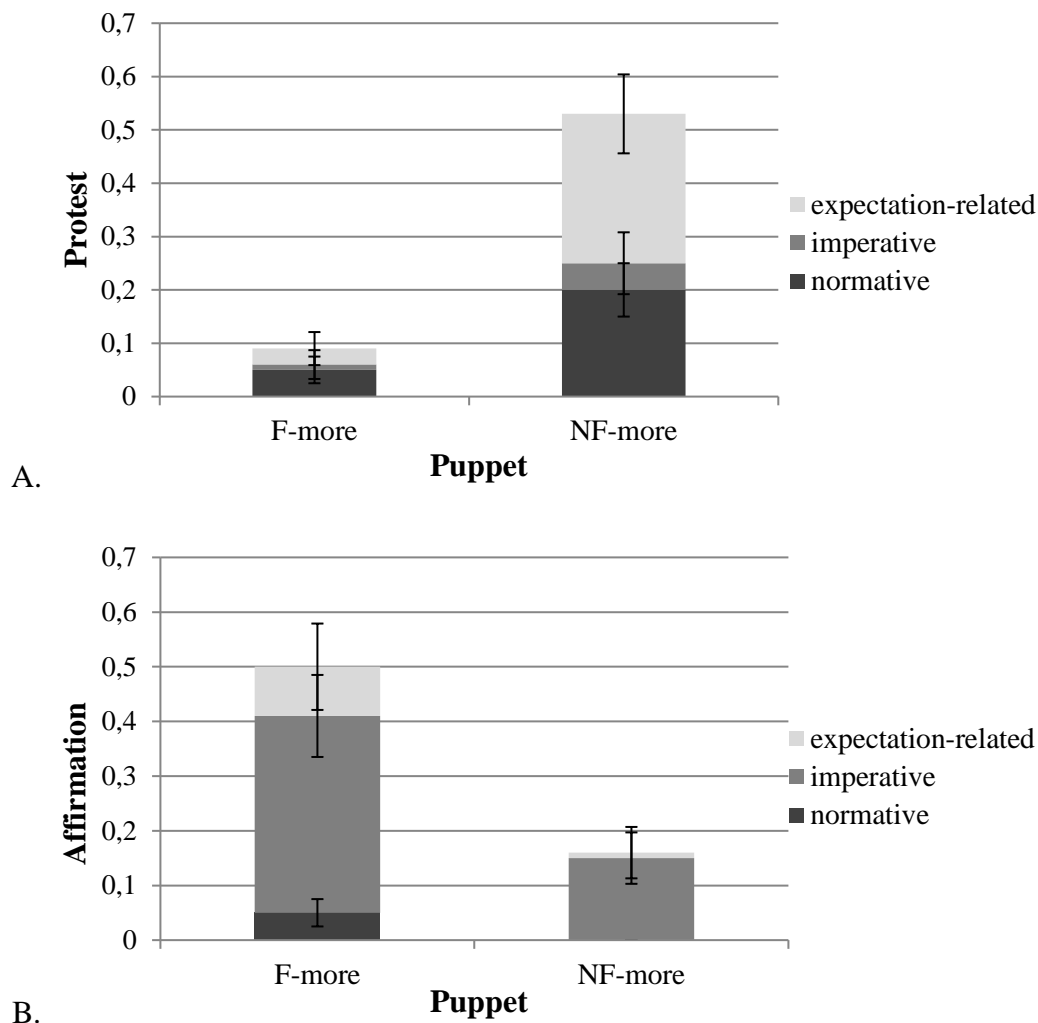 0,7
0,6
0,5
0,4
0,3
0,2
0,1
0
Protest
F-more
NF-more
Puppet
expectation-related
imperative
normative
A.
0,7
0,6
0,5
0,4
0,3
0,2
0,1
0
Affirmation
F-more
NF-more
Puppet
expectation-related
imperative
normative
B.